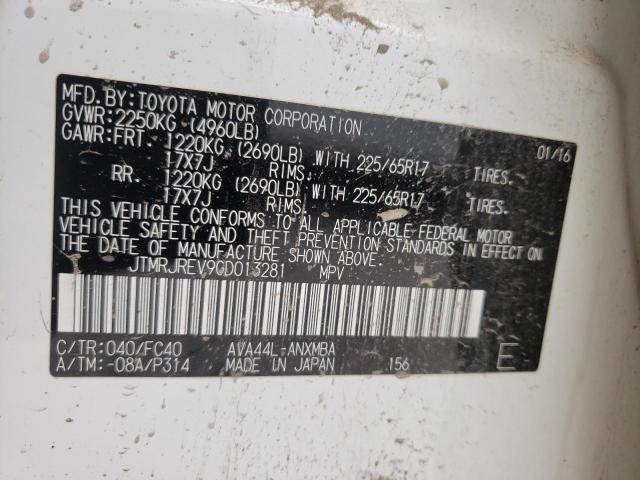 MFD. BY: TOYOTA MOTOR CORPORATION 01/16
GVWR: 2250KG (4960LB)
GAWR: FRT. 1220KG (2690LB) WITH 225/65R17 TIRES.
17X7J RIMS.
RR. 1220KG (2690LB) WITH 225/65R17 TIRES.
17X7J RIMS.
THIS VEHICLE CONFORMS TO ALL APPLICABLE FEDERAL MOTOR
VEHICLE SAFETY AND THEFT PREVENTION STANDARDS IN EFFECT ON
THE DATE OF MANUFACTURE SHOWN ABOVE.
JTMRJREV9GD013281 MPV
C/TR: 040/FC40 AVA44L-ANXMBA
A/TM: -08A/P314 MADE IN JAPAN 156 E